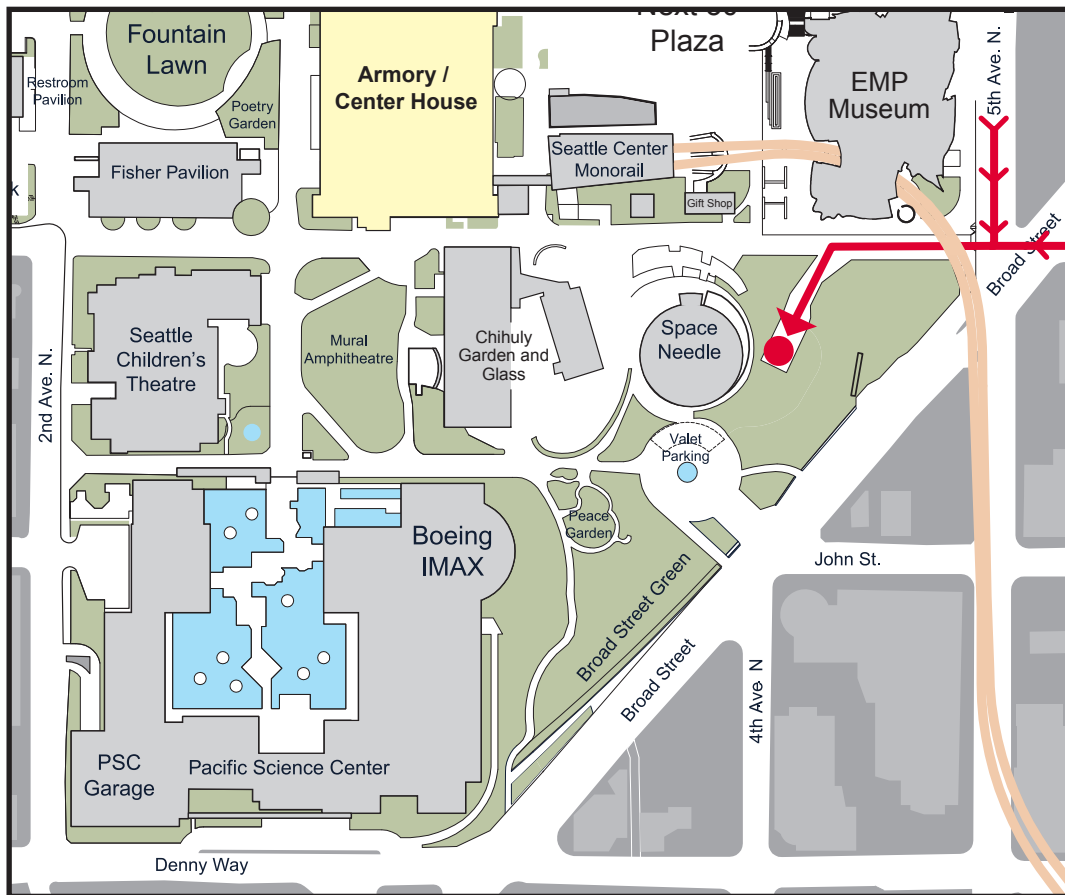 Fountain
Lawn
Restroom
Pavilion
Poetry
Garden
Armory /
Center House
Plaza
EMP
Museum
5th Ave. N.
Fisher Pavilion
Seattle Center
Monorail
k
Gift Shop
Broad Street
Seattle
Children's
Theatre
Mural
Amphitheatre
Chihuly
Garden and
Glass
Space
Needle
2nd Ave. N.
Valet
Parking
Peace
Garden
Boeing
IMAX
John St.
Broad Street Green
Broad Street
4th Ave. N
PSC
Garage
Pacific Science Center
Denny Way